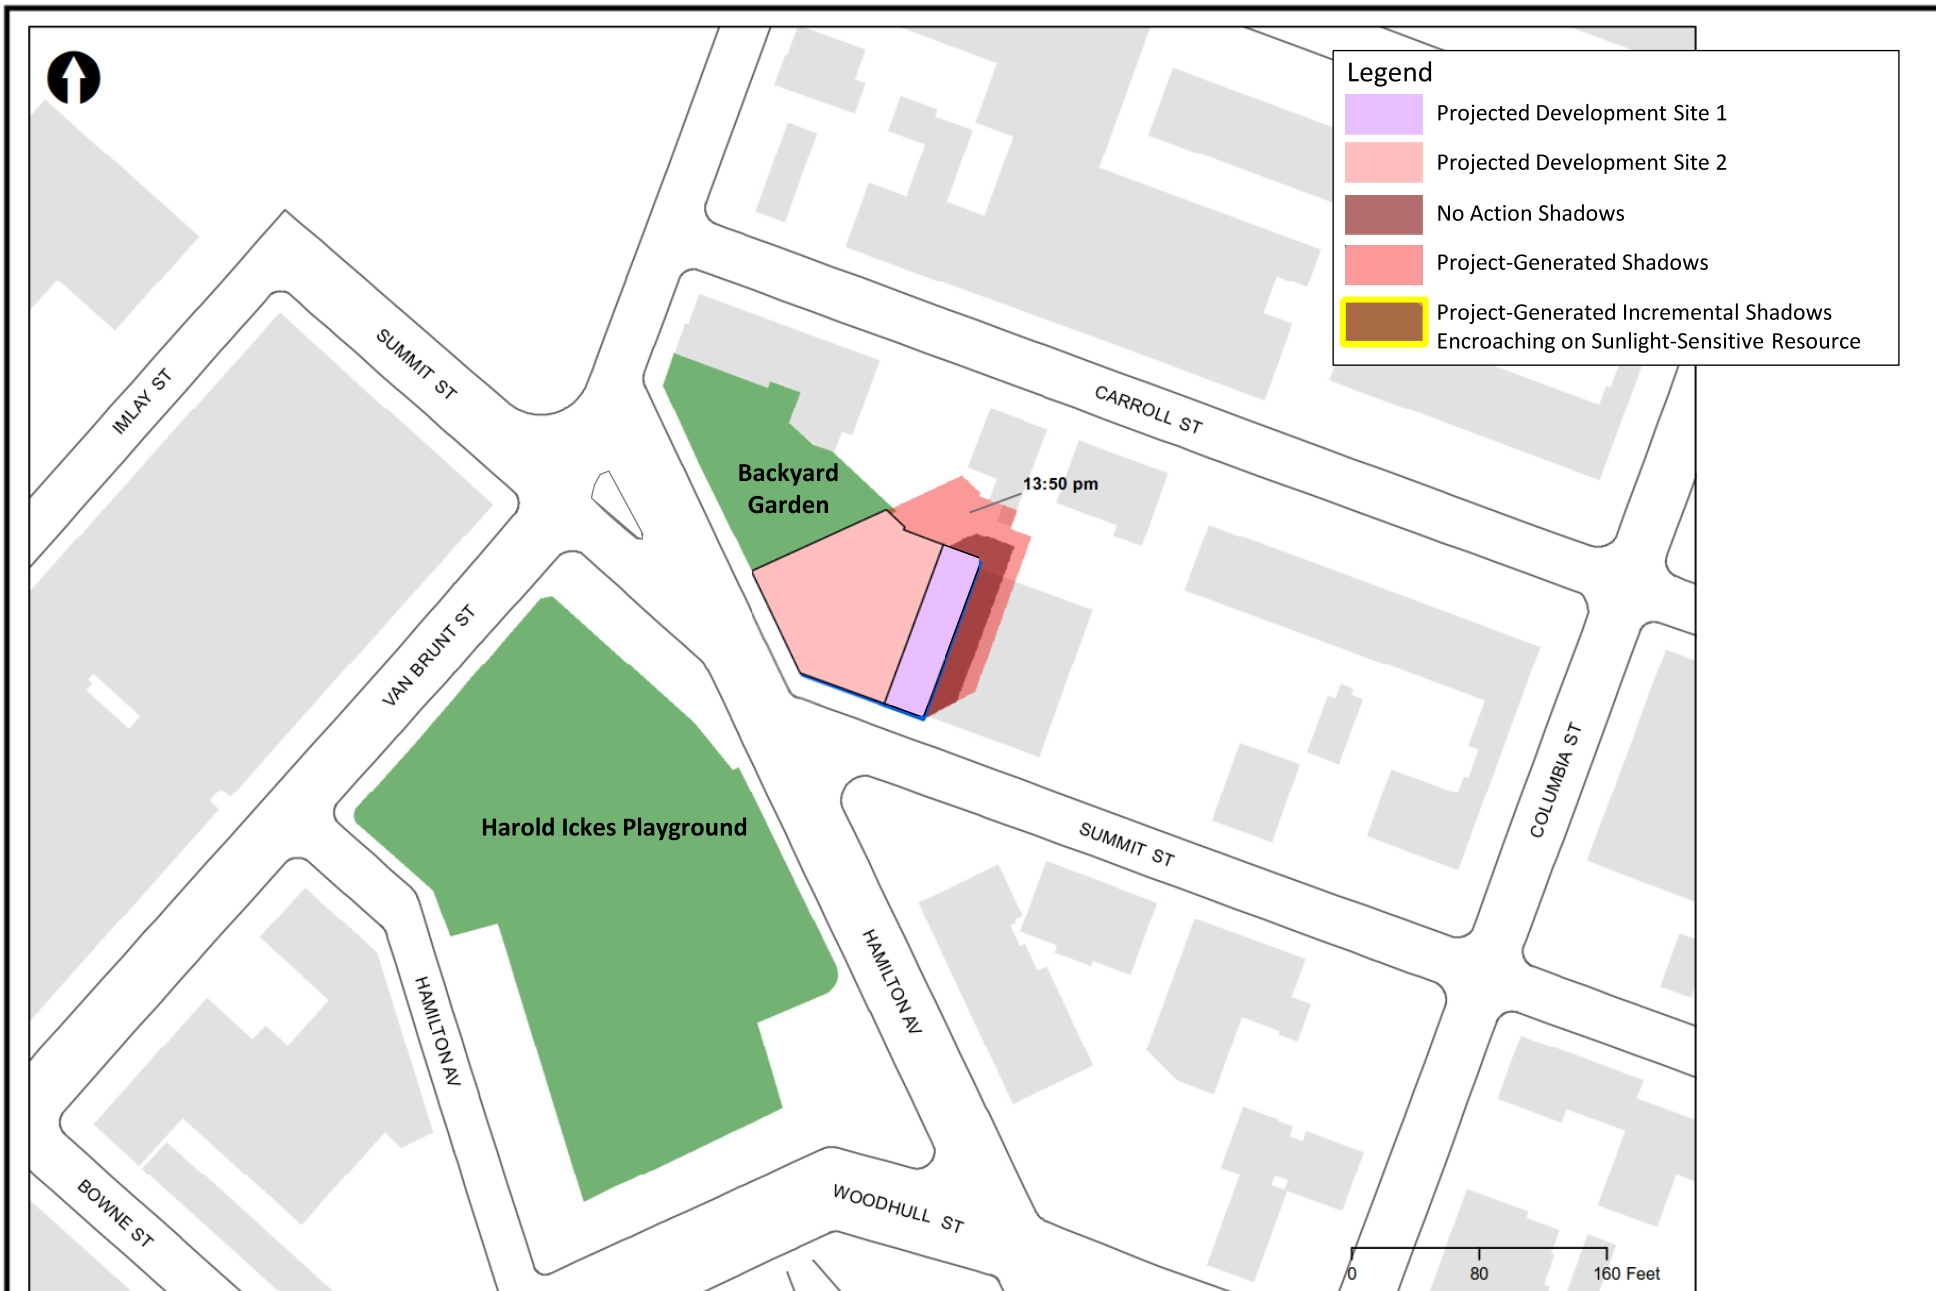 Legend
Projected Development Site 1
Projected Development Site 2
No Action Shadows
Project-Generated Shadows
Project-Generated Incremental Shadows
Encroaching on Sunlight-Sensitive Resource
IMLAY ST
SUMMIT ST
CARROLL ST
Backyard
Garden
13:50 pm
VAN BRUNT ST
COLUMBIA ST
Harold Ickes Playground
SUMMIT ST
HAMILTON AV
HAMILTON AV
BOWNE ST
WOODHULL ST
0
80
160 Feet